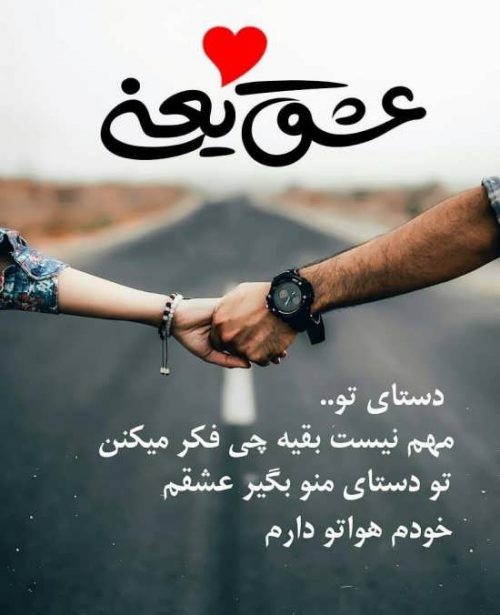 عشق یعنی
دستای تو..
مهم نیست بقیه چی فکر میکنن
تو دستای منو بگیر عشقم
خودم هواتو دارم